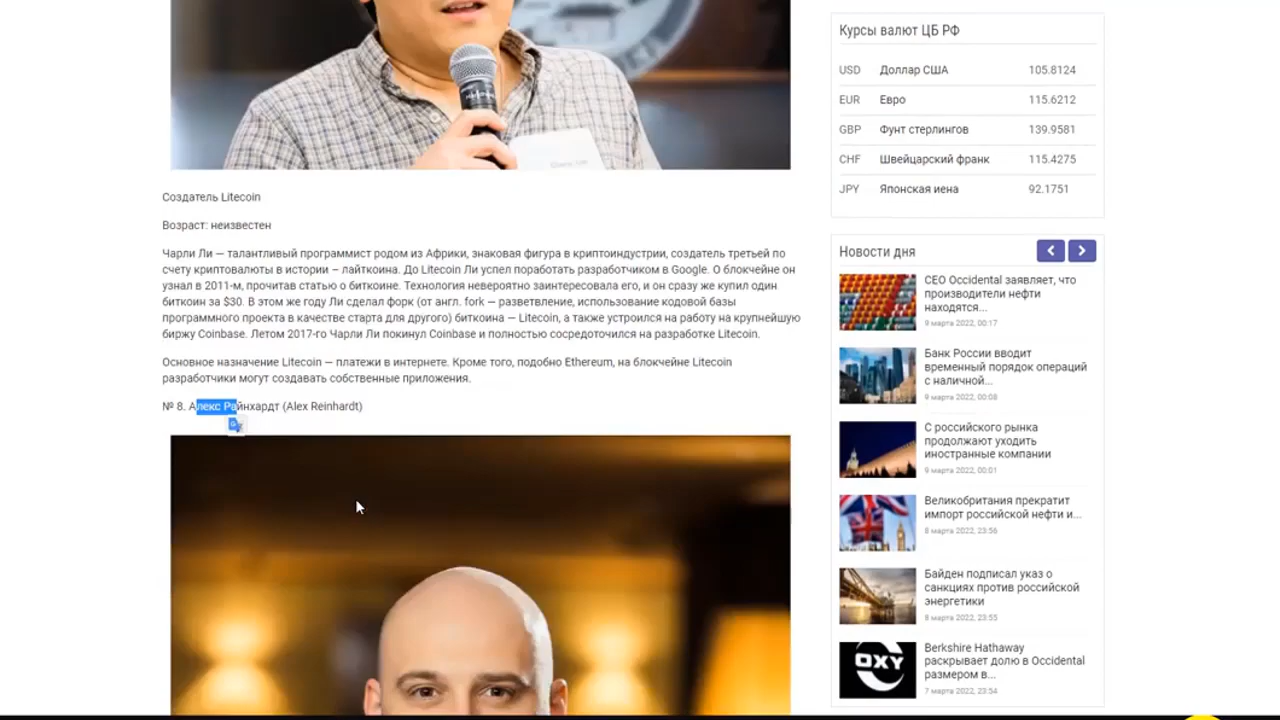 Создатель Litecoin
Возраст: неизвестен
Чарли Ли — талантливый программист родом из Африки, знаковая фигура в криптоиндустрии, создатель третьей по
счету криптовалюты в истории – лайткоина. До Litecoin Ли успел поработать разработчиком в Google. О блокчейне он
узнал в 2011-м, прочитав статью о биткоине. Технология невероятно заинтересовала его, и он сразу же купил один
биткоин за $30. В этом же году Ли сделал форк (от англ. fork — разветвление, использование кодовой базы
программного проекта в качестве старта для другого) биткоина — Litecoin, а также устроился на работу на крупнейшую
биржу Coinbase. Летом 2017-го Чарли Ли покинул Coinbase и полностью сосредоточился на разработке Litecoin.
Основное назначение Litecoin — платежи в интернете. Кроме того, подобно Ethereum, на блокчейне Litecoin
разработчики могут создавать собственные приложения.
№ 8. Алекс Райнхардт (Alex Reinhardt)
Курсы валют ЦБ РФ
USD Доллар США 105.8124
EUR Евро 115.6212
GBP Фунт стерлингов 139.9581
CHF Швейцарский франк 115.4275
JPY Японская иена 92.1751
Новости дня
CEO Occidental заявляет, что
производители нефти
находятся...
9 марта 2022, 00:17
Банк России вводит
временный порядок операций
с наличной...
9 марта 2022, 00:08
С российского рынка
продолжают уходить
иностранные компании
9 марта 2022, 00:01
Великобритания прекратит
импорт российской нефти и...
8 марта 2022, 23:56
Байден подписал указ о
санкциях против российской
энергетики
8 марта 2022, 23:55
OXY
Berkshire Hathaway
раскрывает долю в Occidental
размером в...
7 марта 2022, 23:54